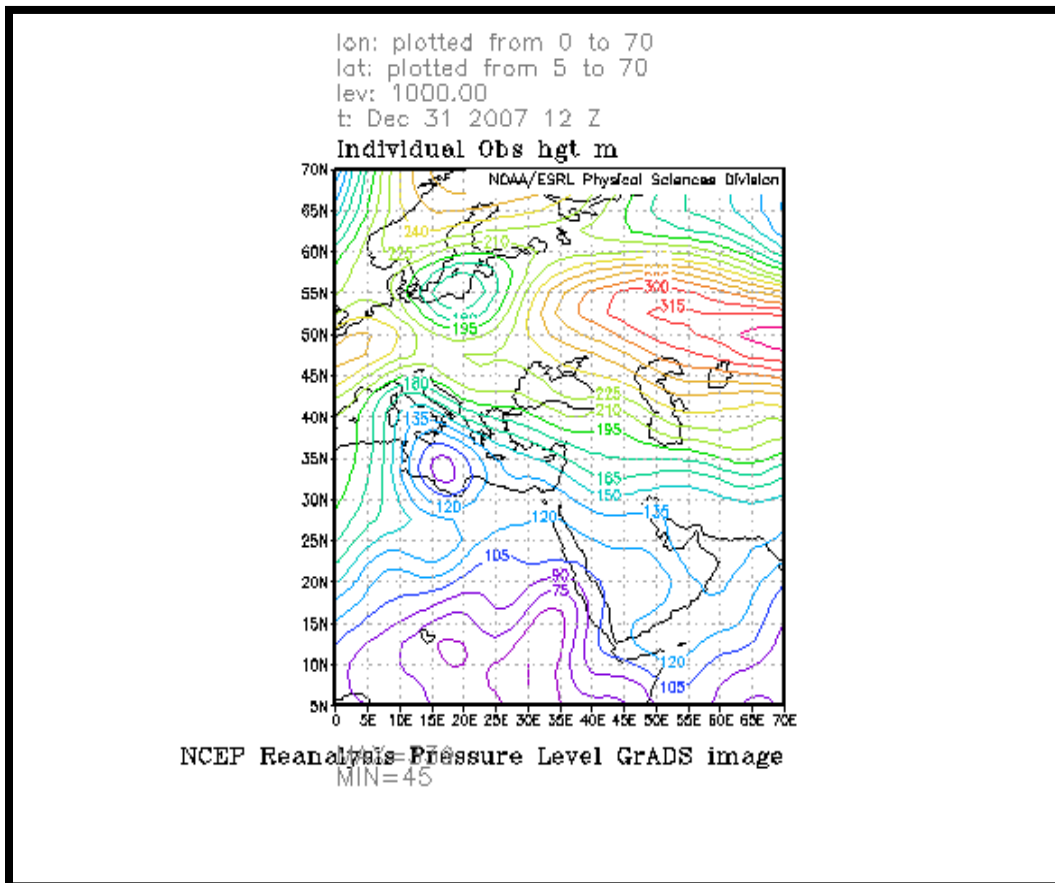 lon: plotted from 0 to 70
lat: plotted from 5 to 70
lev: 1000.00
t: Dec 31 2007 12 Z
Individual Obs hgt m
70N
NOAA/ESRL Physical Sciences Division
65N
240
210
60N
300
55N
315
195
50N
45N
180
225
210
40N
135
195
35N
165
150
30N
120
120
135
25N
105
90
75
20N
15N
120
10N
105
5N
0 5E 10E 15E 20E 25E 30E 35E 40E 45E 50E 55E 60E 65E 70E
NCEP Reanalysis Pressure Level GrADS image
MIN=45